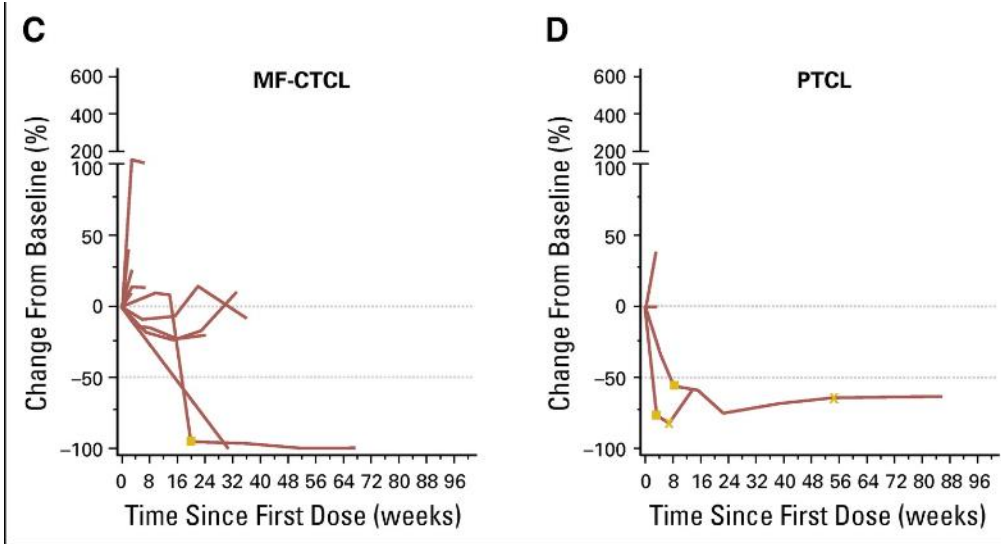 C
MF-CTCL
Change From Baseline (%)
600
400
200
100
50
0
−50
−100
0 8 16 24 32 40 48 56 64 72 80 88 96
Time Since First Dose (weeks)
D
PTCL
Change From Baseline (%)
600
400
200
100
50
0
−50
−100
0 8 16 24 32 40 48 56 64 72 80 88 96
Time Since First Dose (weeks)